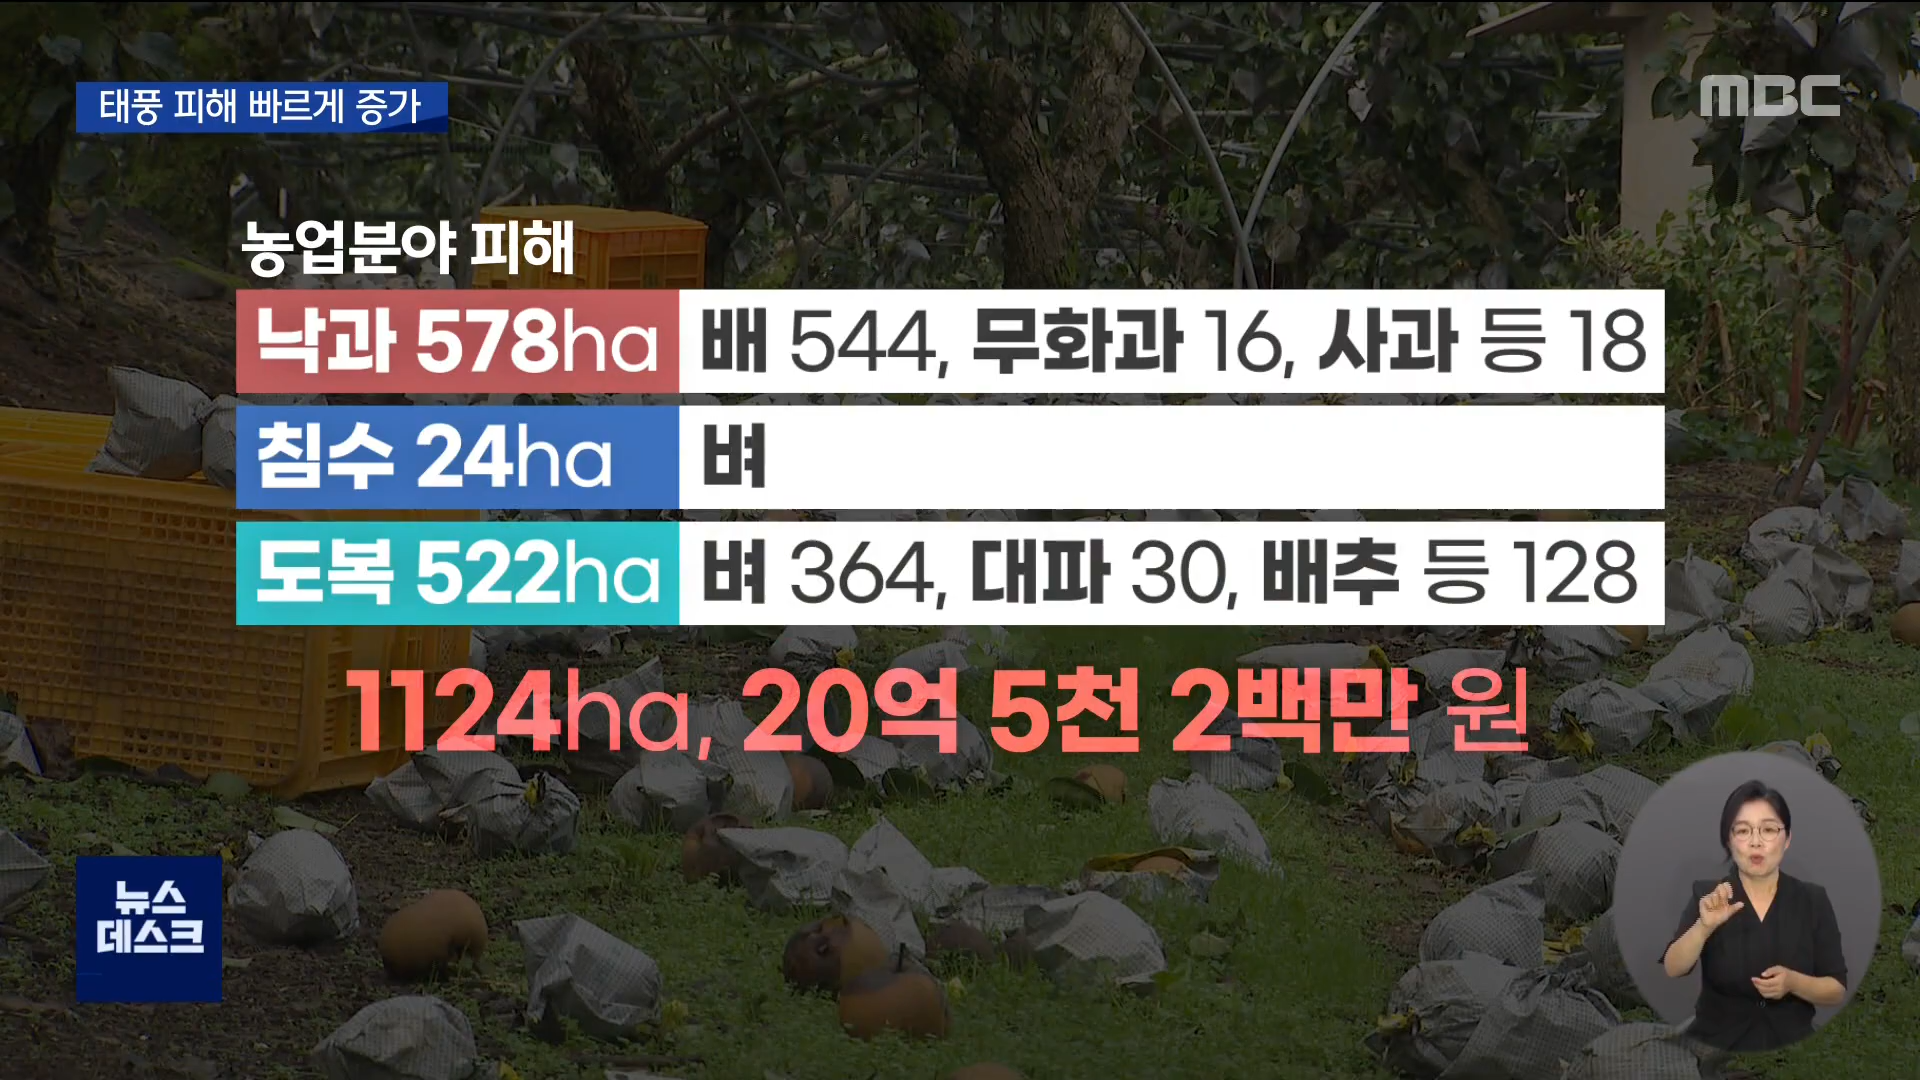 태풍 피해 빠르게 증가
MBC
농업분야 피해
낙과 578ha 배 544, 무화과 16, 사과 등 18
침수 24ha 벼
도복 522ha 벼 364, 대파 30, 배추 등 128
1124ha, 20억 5천 2백만 원
뉴스
데스크